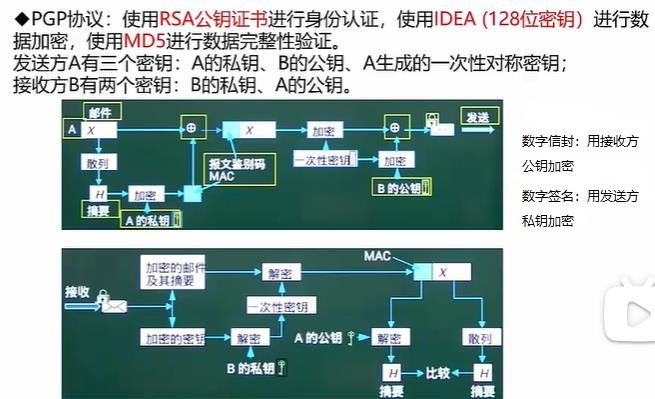 ◆PGP协议：使用RSA公钥证书进行身份认证，使用IDEA (128位密钥）进行数
据加密，使用MD5进行数据完整性验证。
发送方A有三个密钥：A的私钥、B的公钥、A生成的一次性对称密钥；
接收方B有两个密钥：B的私钥、A的公钥。
邮件
A
X
⊕
X
加密
⊕
发送
散列
报文鉴别码
MAC
一次性密钥
加密
H
加密
摘要
A的私钥
B的公钥
数字信封：用接收方
公钥加密
数字签名：用发送方
私钥加密
接收
加密的邮件
及其摘要
解密
MAC
X
一次性密钥
加密的密钥
解密
A的公钥
解密
散列
B的私钥
H
比较
H
摘要
摘要